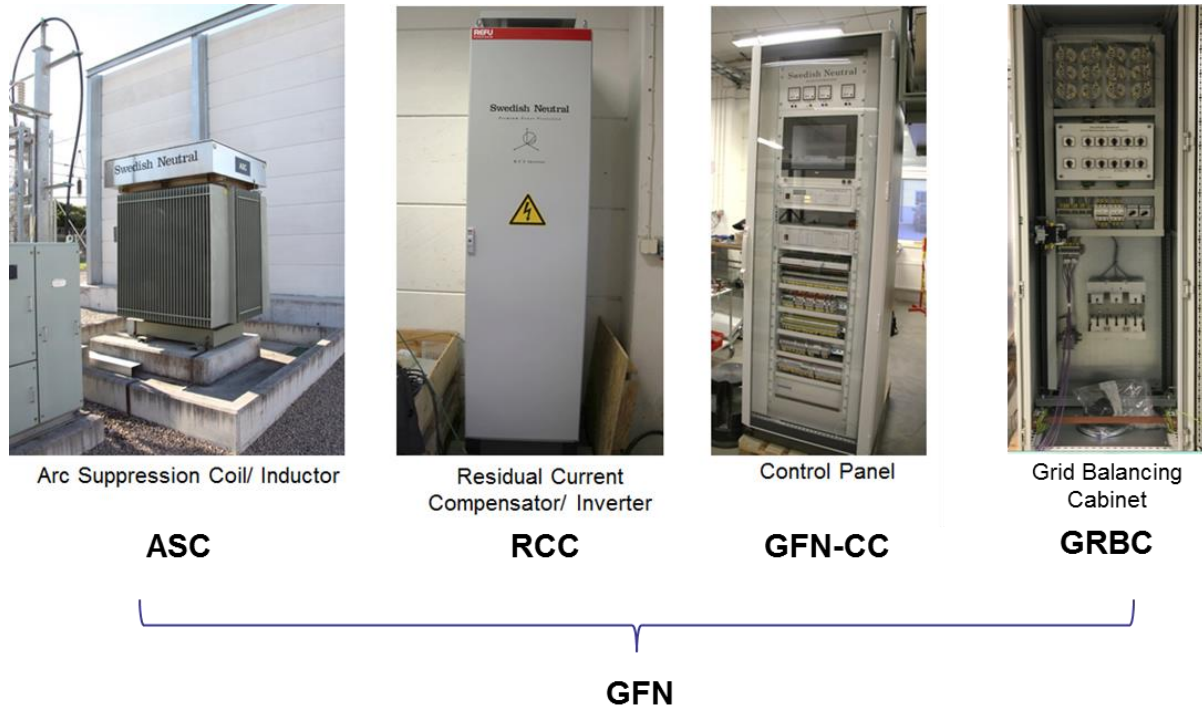 Swedish Neutral
ASC
REFU
Swedish Neutral
Swedish Neutral
Arc Suppression Coil/ Inductor
Residual Current
Compensator/ Inverter
Control Panel
Grid Balancing
Cabinet
ASC
RCC
GFN-CC
GRBC
GFN